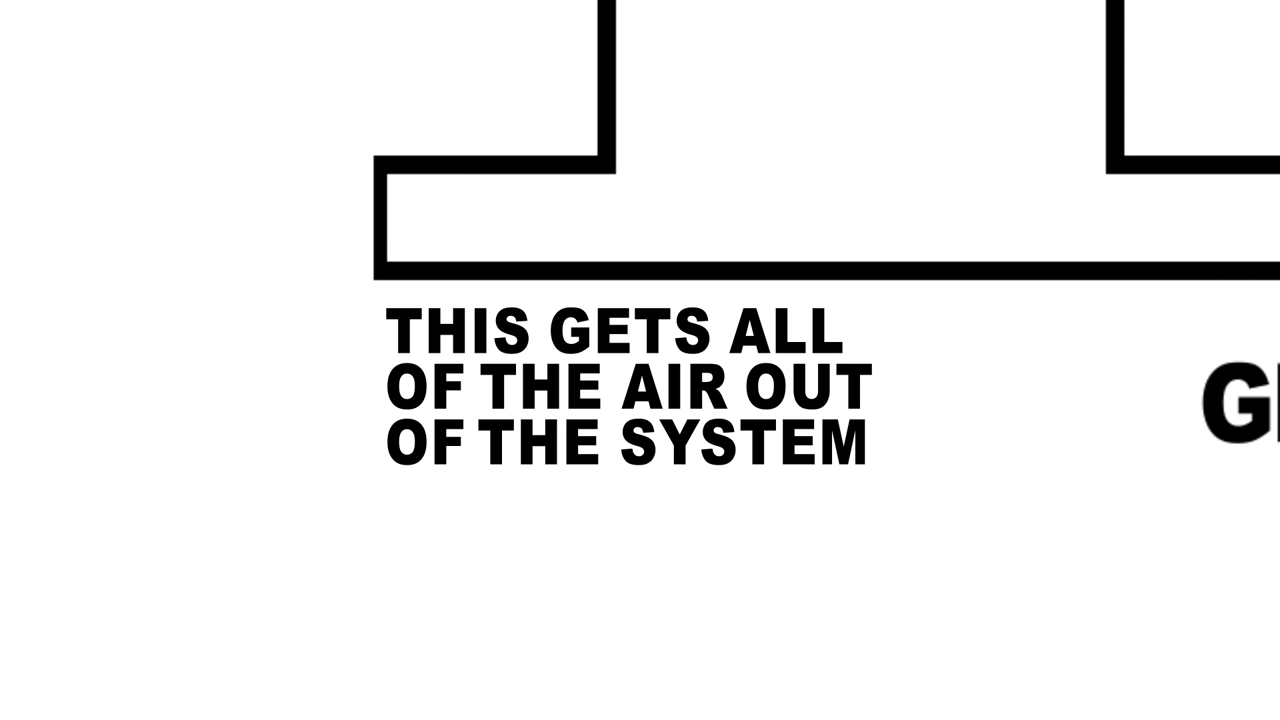 THIS GETS ALL
OF THE AIR OUT
OF THE SYSTEM